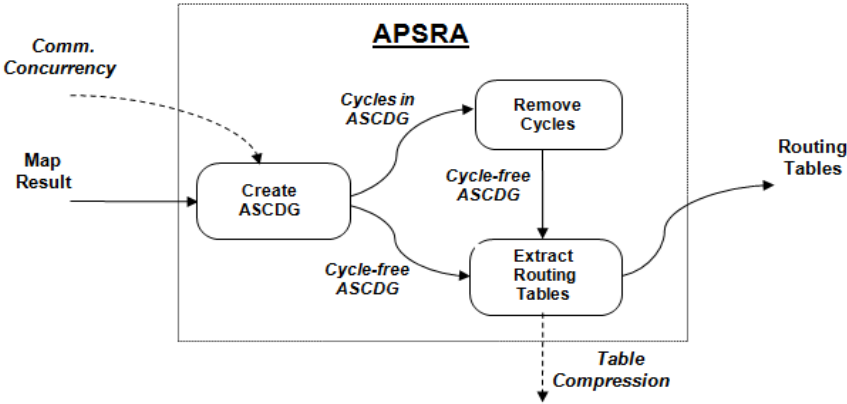 APSRA
Comm.
Concurrency
Cycles in
ASCDG
Remove
Cycles
Map
Result
Create
ASCDG
Cycle-free
ASCDG
Routing
Tables
Cycle-free
ASCDG
Extract
Routing
Tables
Table
Compression